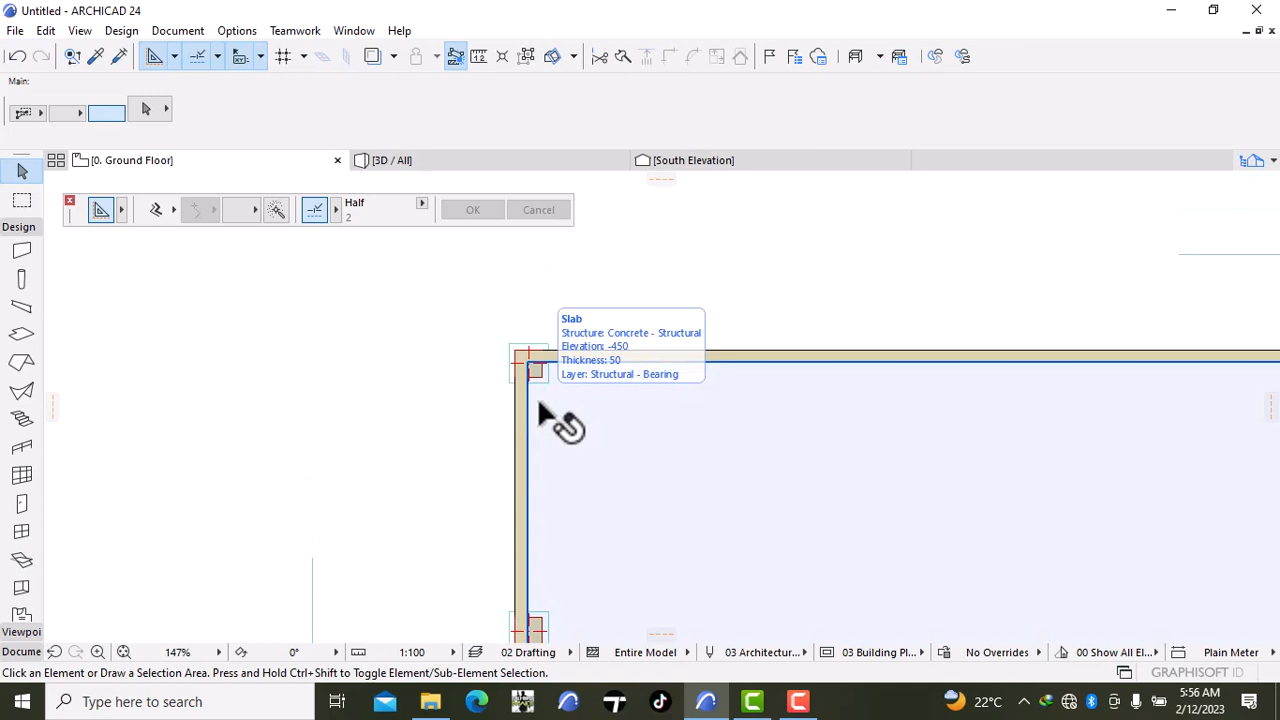 Untitled - ARCHICAD 24
File Edit View Design Document Options Teamwork Window Help
Main:
[0. Ground Floor]
[3D / All]
[South Elevation]
Half
2
OK
Cancel
Design
Slab
Structure: Concrete - Structural
Elevation: -450
Thickness: 50
Layer: Structural - Bearing
Viewpoi
Docume
147%
0°
1:100
02 Drafting
Entire Model
03 Architectur...
03 Building Pl...
No Overrides
00 Show All El...
Plain Meter
Click an Element or Draw a Selection Area. Press and Hold Ctrl+Shift to Toggle Element/Sub-Element Selection.
GRAPHISOFT ID
Type here to search
22°C
5:56 AM
2/12/2023